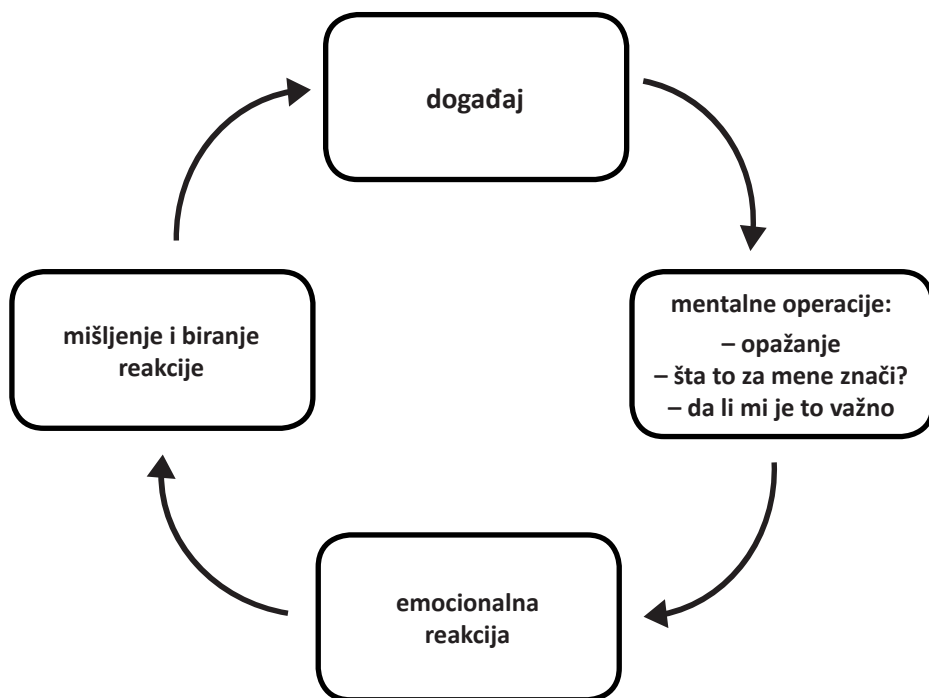 događaj
mentalne operacije:
– opažanje
– šta to za mene znači?
– da li mi je to važno
emocionalna
reakcija
mišljenje i biranje
reakcije